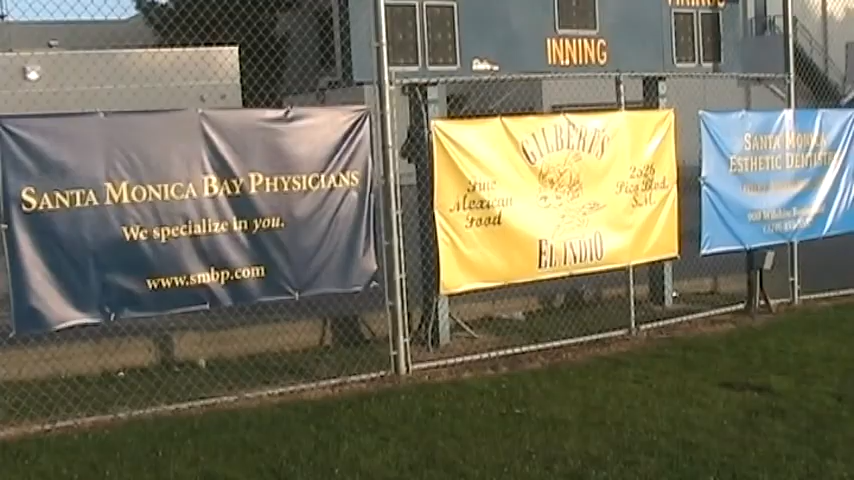 INNING
SANTA MONICA BAY PHYSICIANS
We specialize in you.
www.smbp.com
GILBERT'S
Fine
Mexican
Food
2526
Pico Blvd.
S.M.
EL INDIO
SANTA MONICA
ESTHETIC DENTISTRY